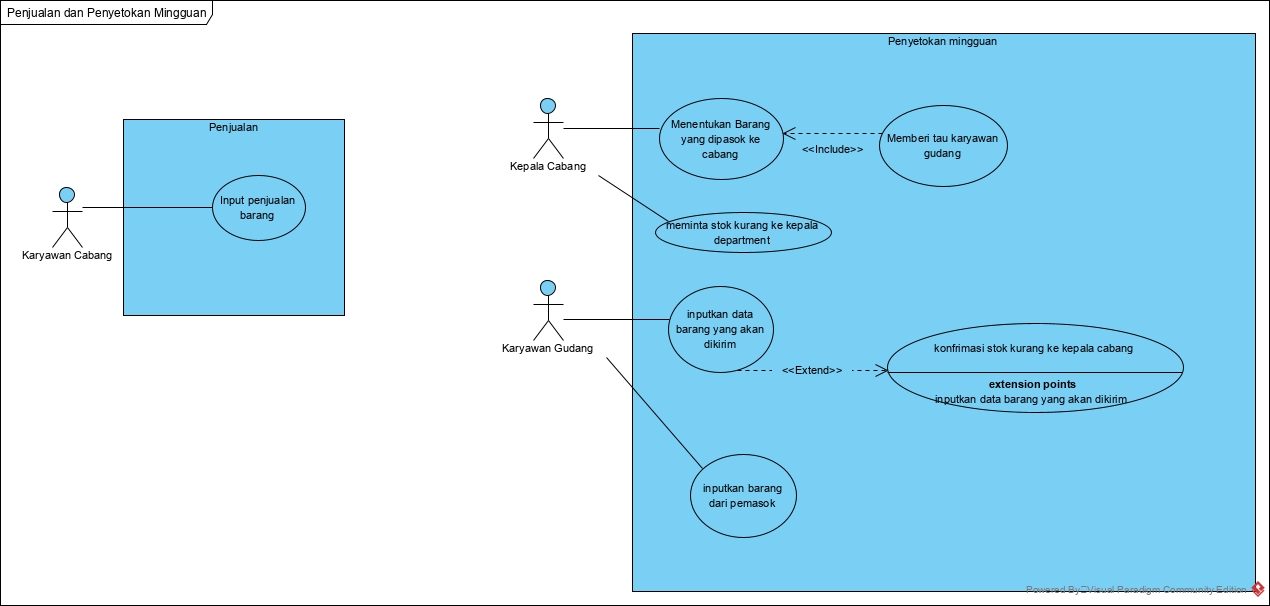 Penjualan dan Penyetokan Mingguan
Penyetokan mingguan
Penjualan
Menentukan Barang
yang dipasok ke
cabang
<<Include>>
Memberi tau karyawan
gudang
Kepala Cabang
Input penjualan
barang
Karyawan Cabang
meminta stok kurang ke kepala
department
inputkan data
barang yang akan
dikirim
Karyawan Gudang
<<Extend>>
konfrimasi stok kurang ke kepala cabang
extension points
inputkan data barang yang akan dikirim
inputkan barang
dari pemasok
Powered By Visual Paradigm Community Edition